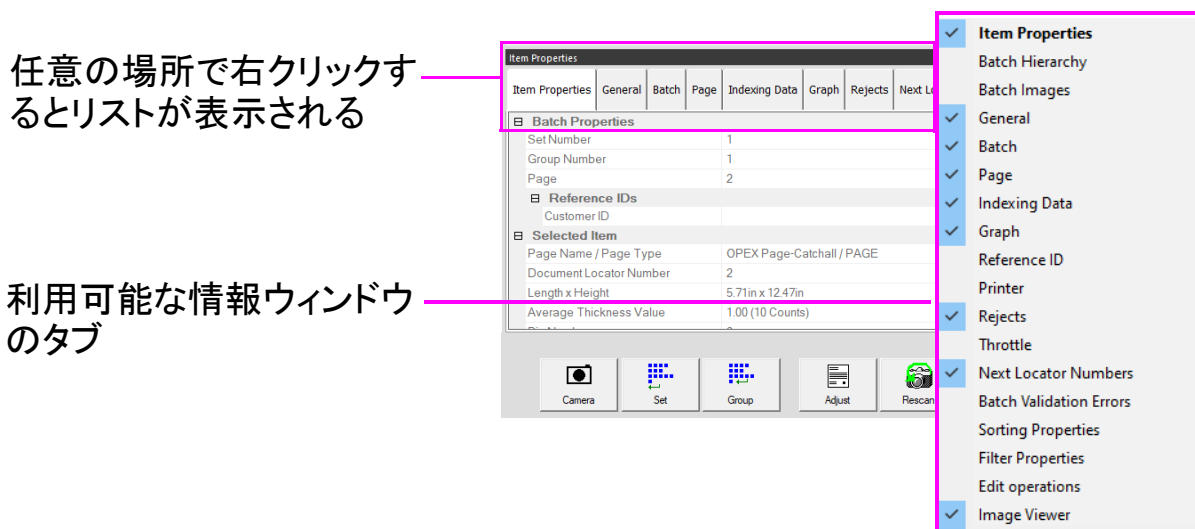 任意の場所で右クリックす
るとリストが表示される
利用可能な情報ウィンドウ
のタブ
Item Properties
Item Properties General Batch Page Indexing Data Graph Rejects Next
Batch Properties
Set Number 1
Group Number 1
Page 2
Reference IDs
Customer ID
Selected Item
Page Name / Page Type OPEX Page-Catchall / PAGE
Document Locator Number 2
Length x Height 5.71in x 12.47in
Average Thickness Value 1.00 (10 Counts)
Camera Set Group Adjust Rescan
Item Properties
Batch Hierarchy
Batch Images
General
Batch
Page
Indexing Data
Graph
Reference ID
Printer
Rejects
Throttle
Next Locator Numbers
Batch Validation Errors
Sorting Properties
Filter Properties
Edit operations
Image Viewer